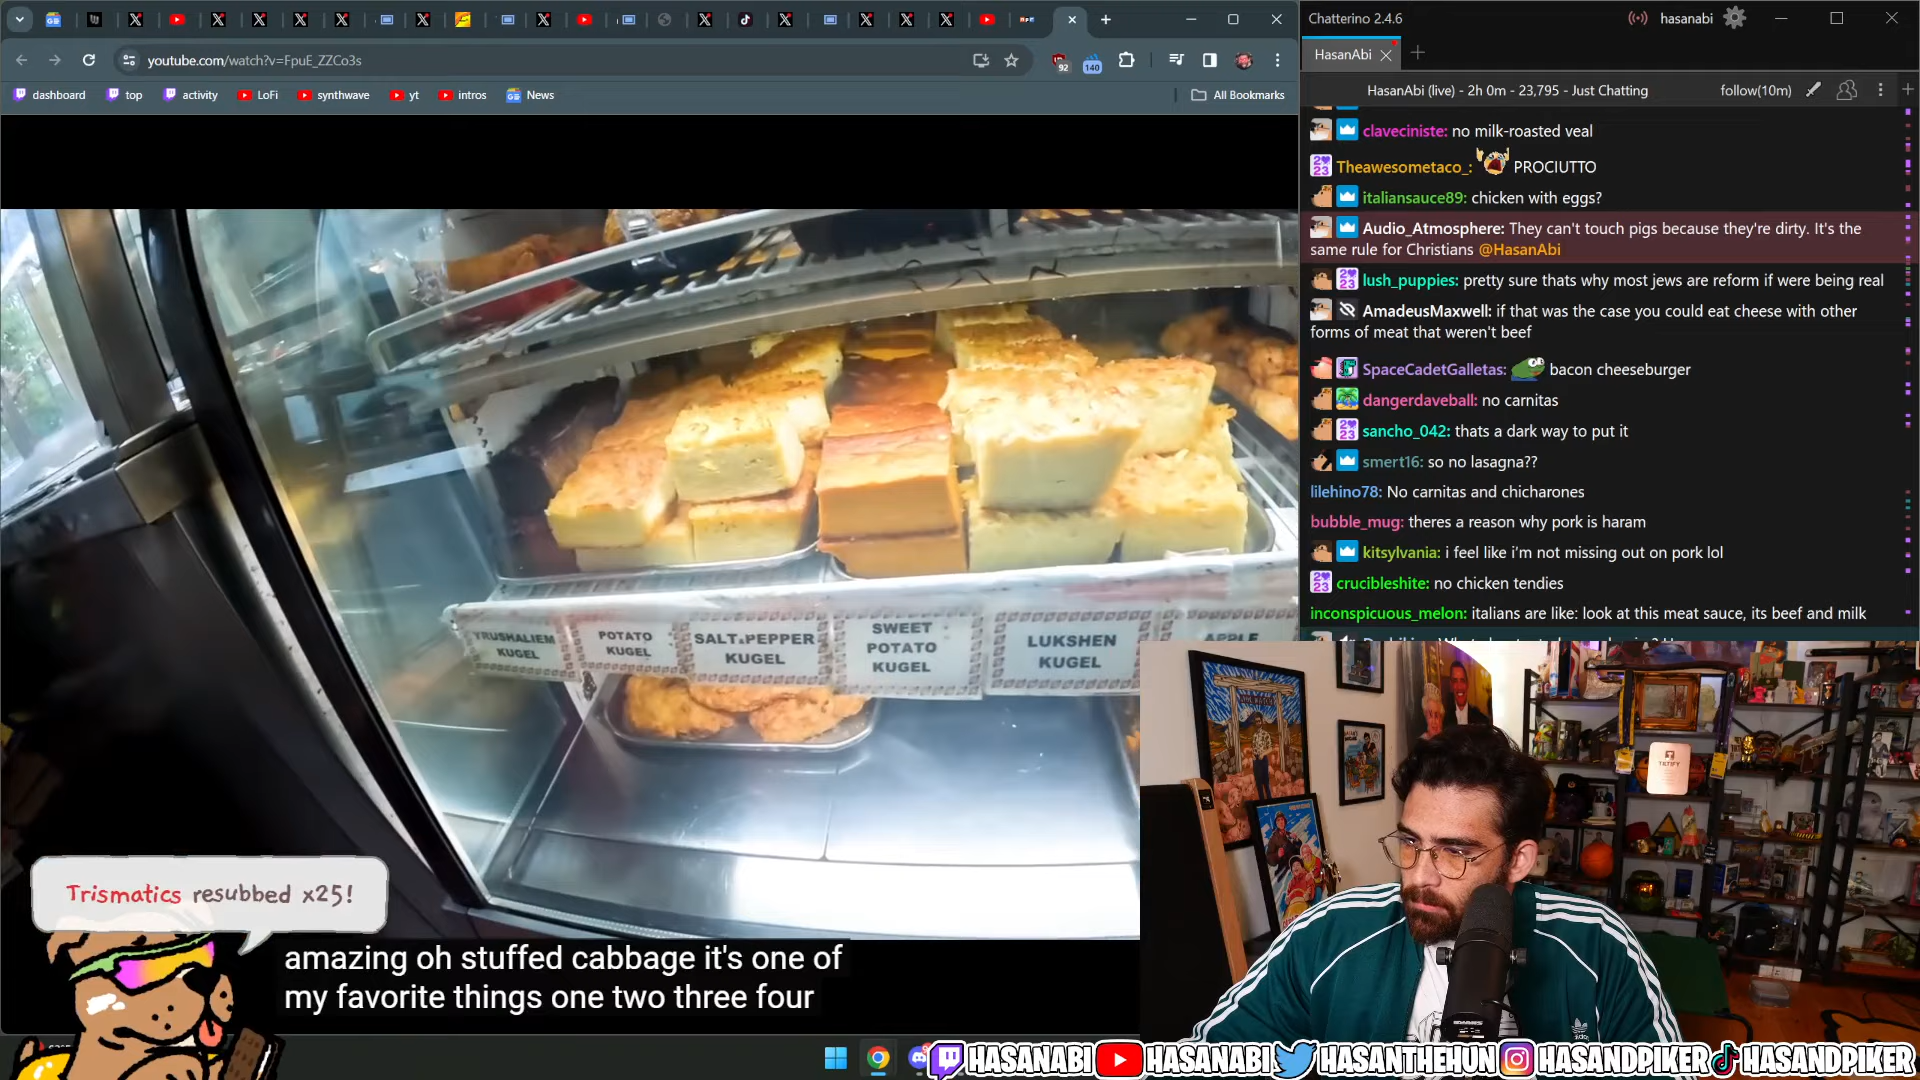 youtube.com/watch?v=FpuE_ZZCo3s
92
140
dashboard
top
activity
LoFi
synthwave
yt
intros
News
All Bookmarks
YRUSHALIEM
KUGEL
POTATO
KUGEL
SALT&PEPPER
KUGEL
SWEET
POTATO
KUGEL
LUKSHEN
KUGEL
APPLE
Trismatics resubbed x25!
amazing oh stuffed cabbage it's one of
my favorite things one two three four
Chatterino 2.4.6
hasanabi
HasanAbi
HasanAbi (live) - 2h 0m - 23,795 - Just Chatting
follow(10m)
claveciniste: no milk-roasted veal
Theawesometaco_: PROCIUTTO
italiansauce89: chicken with eggs?
Audio_Atmosphere: They can't touch pigs because they're dirty. It's the
same rule for Christians @HasanAbi
lush_puppies: pretty sure thats why most jews are reform if were being real
AmadeusMaxwell: if that was the case you could eat cheese with other
forms of meat that weren't beef
SpaceCadetGalletas: bacon cheeseburger
dangerdaveball: no carnitas
sancho_042: thats a dark way to put it
smert16: so no lasagna??
lilehino78: No carnitas and chicharones
bubble_mug: theres a reason why pork is haram
kitsylvania: i feel like i'm not missing out on pork lol
crucibleshite: no chicken tendies
inconspicuous_melon: italians are like: look at this meat sauce, its beef and milk
TILTIFY
HASANABI
HASANABI
HASANTHEHUN
HASANDPIKER
HASANDPIKER